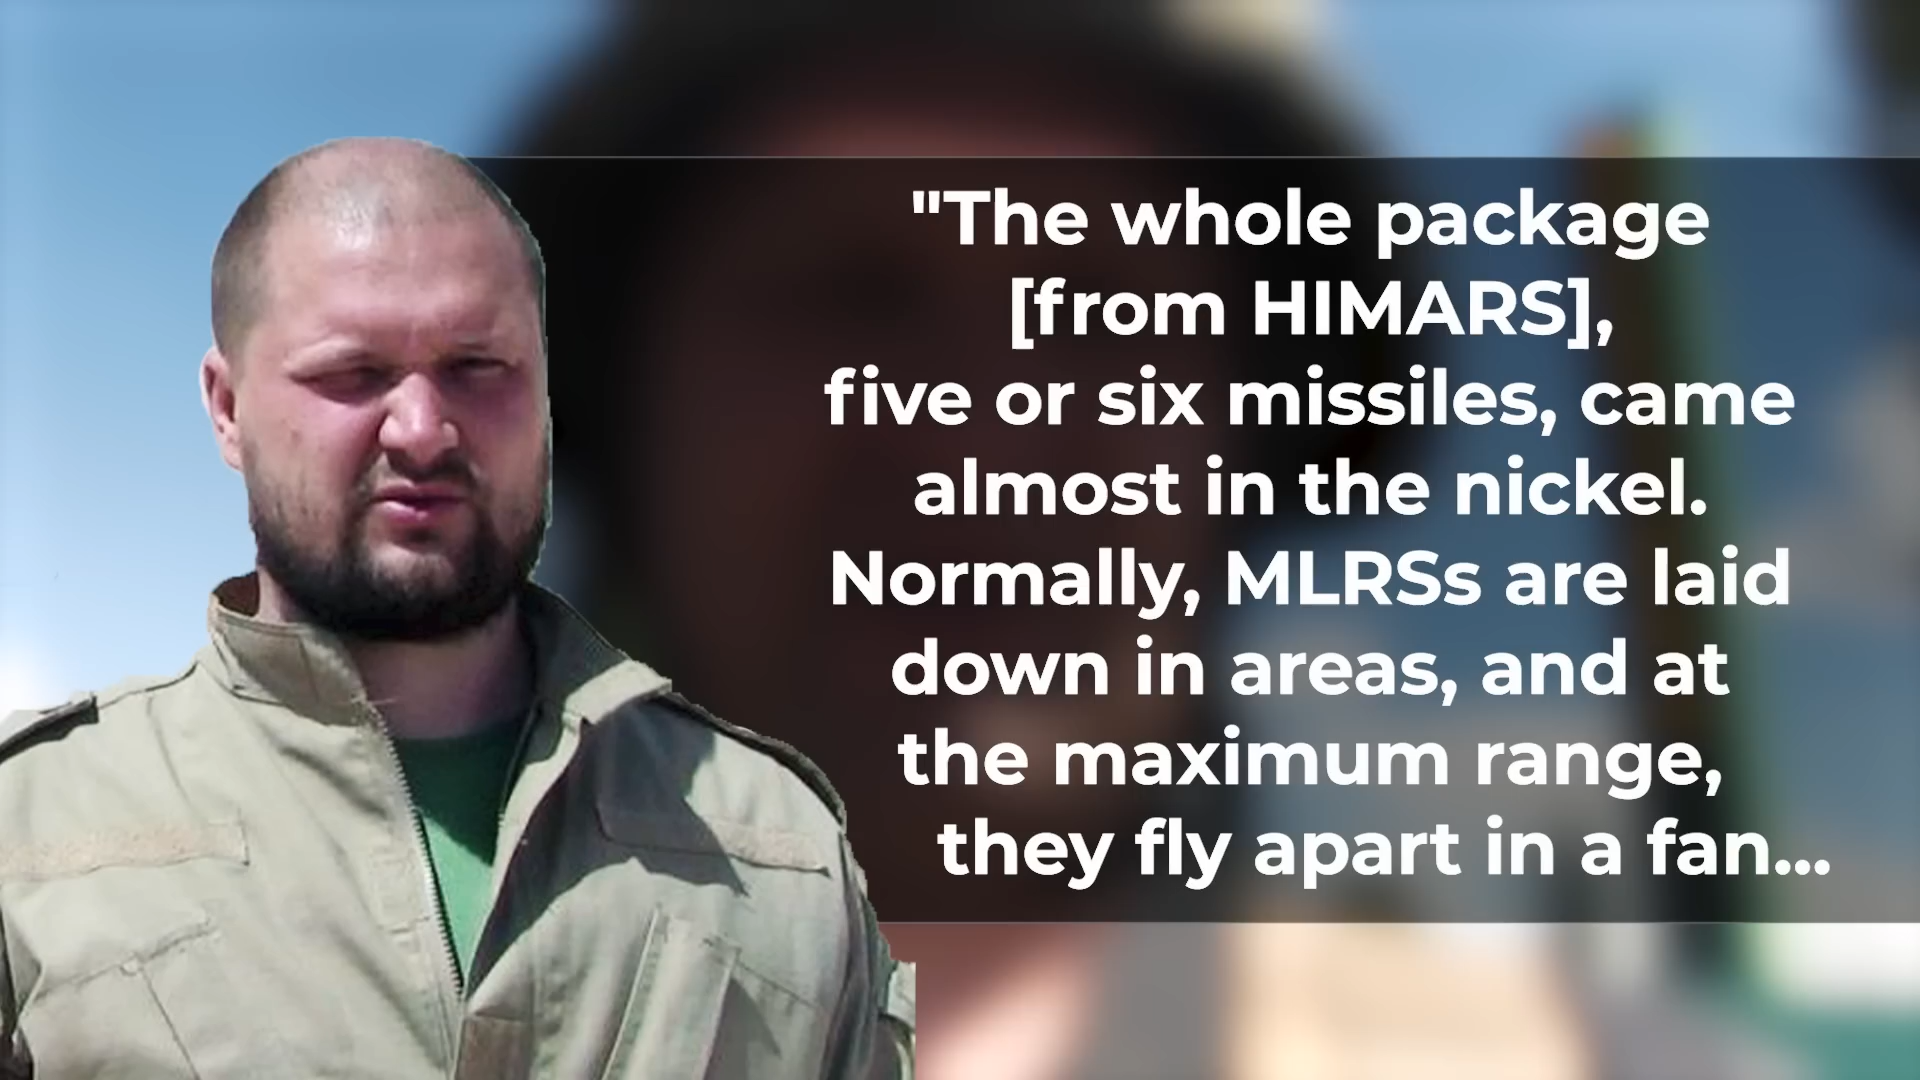 "The whole package
[from HIMARS],
five or six missiles, came
almost in the nickel.
Normally, MLRSs are laid
down in areas, and at
the maximum range,
they fly apart in a fan...